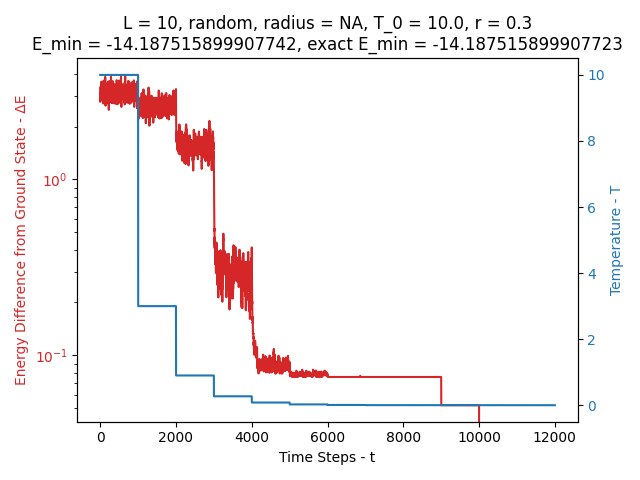 L = 10, random, radius = NA, T_0 = 10.0, r = 0.3
E_min = -14.187515899907742, exact E_min = -14.187515899907723
Energy Difference from Ground State - ΔE
10⁰
10⁻¹
10
8
6
4
2
0
Temperature - T
0 2000 4000 6000 8000 10000 12000
Time Steps - t